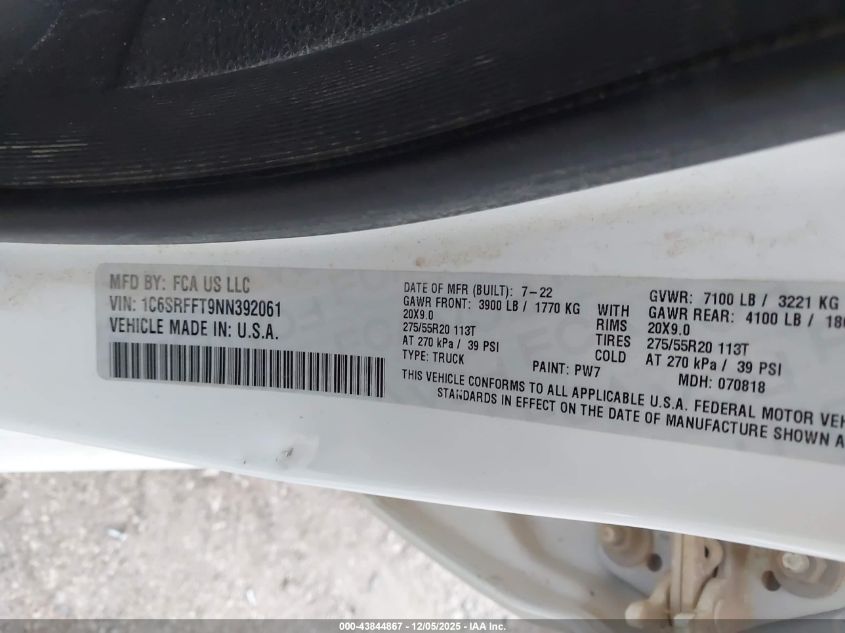 MFD BY: FCA US LLC
VIN: 1C6SRFFT9NN392061
VEHICLE MADE IN: U.S.A.
DATE OF MFR (BUILT): 7-22
GAWR FRONT: 3900 LB / 1770 KG
20X9.0
275/55R20 113T
AT 270 kPa / 39 PSI
TYPE: TRUCK
WITH
RIMS
TIRES
COLD
GVWR: 7100 LB / 3221 KG
GAWR REAR: 4100 LB / 
20X9.0
275/55R20 113T
AT 270 kPa / 39 PSI
PAINT: PW7
MDH: 070818
THIS VEHICLE CONFORMS TO ALL APPLICABLE U.S.A. FEDERAL MOTOR
STANDARDS IN EFFECT ON THE DATE OF MANUFACTURE SHOWN
000-43844867 - 12/05/2025 - IAA Inc.